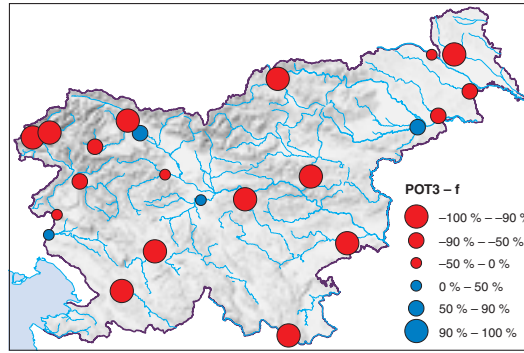 POT3 – f
–100 % – –90 %
–90 % – –50 %
–50 % – 0 %
0 % – 50 %
50 % – 90 %
90 % – 100 %